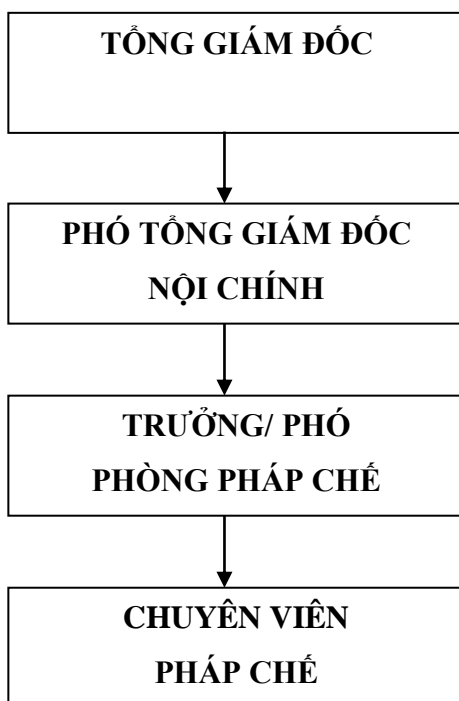 TỔNG GIÁM ĐỐC
PHÓ TỔNG GIÁM ĐỐC
NỘI CHÍNH
TRƯỞNG/ PHÓ
PHÒNG PHÁP CHẾ
CHUYÊN VIÊN
PHÁP CHẾ